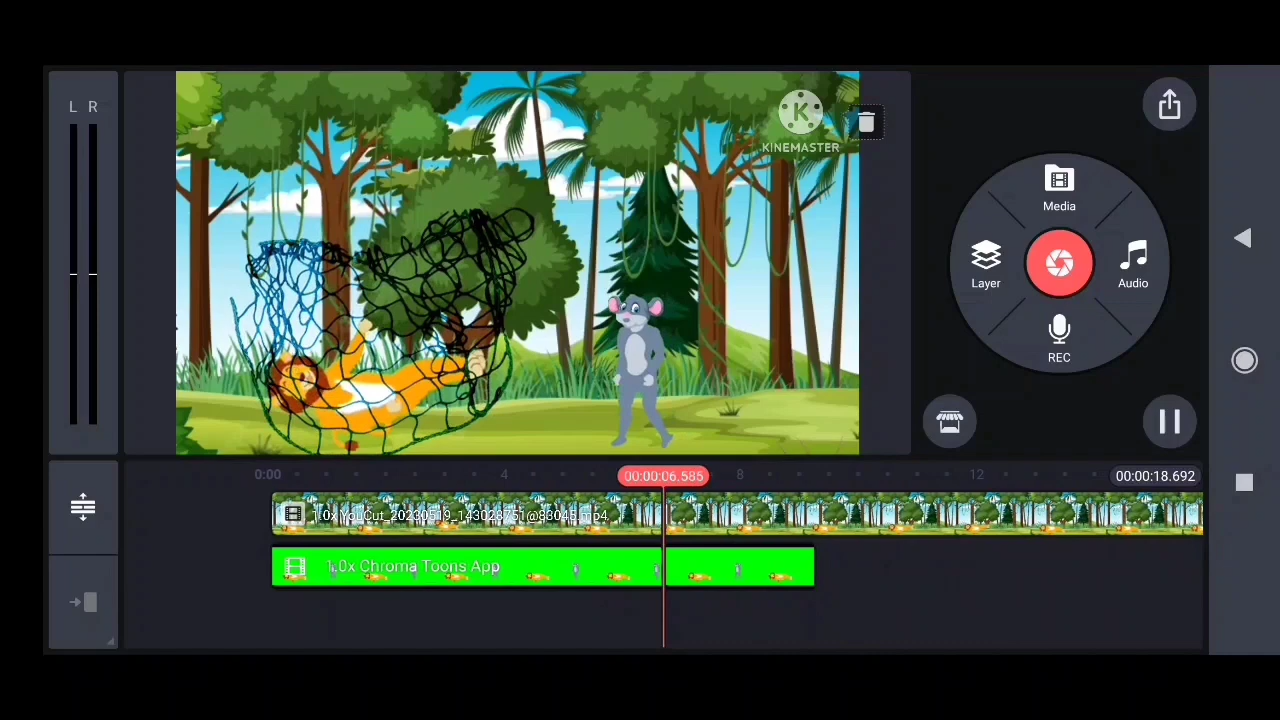 L R
KINEMASTER
Media
Layer
Audio
REC
0:00
4
00:00:06.585
8
12
00:00:18.692
1.0x YouCut_20230519_143028751@83045.mp4
1.0x Chroma Toons App